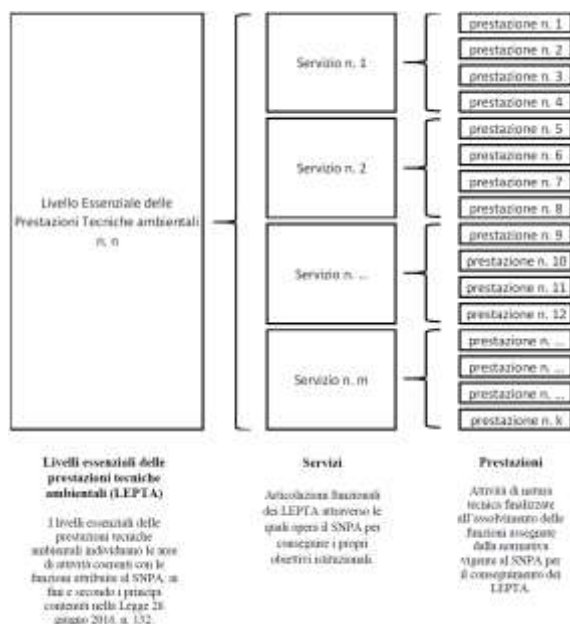 Livello Essenziale delle
Prestazioni Tecniche ambientali
n. n
Servizio n. 1
Servizio n. 2
Servizio n. ...
Servizio n. m
prestazione n. 1
prestazione n. 2
prestazione n. 3
prestazione n. 4
prestazione n. 5
prestazione n. 6
prestazione n. 7
prestazione n. 8
prestazione n. 9
prestazione n. 10
prestazione n. 11
prestazione n. 12
prestazione n. ...
prestazione n. ...
prestazione n. ...
prestazione n. k
Livelli essenziali delle
prestazioni tecniche
ambientali (LEPTA)
I livelli essenziali delle
prestazioni tecniche
ambientali individuano le aree
di attività coerenti con le
funzioni attribuite al SNPA, ai
fini e secondo i principi
contenuti nella Legge 28
giugno 2016, n. 132.
Servizi
Articolazioni funzionali
dei LEPTA attraverso le
quali opera il SNPA per
conseguire i propri
obiettivi istituzionali.
Prestazioni
Attività di natura
tecnica finalizzate
all'assolvimento delle
funzioni assegnate
dalla normativa
vigente al SNPA per
il conseguimento dei
LEPTA.